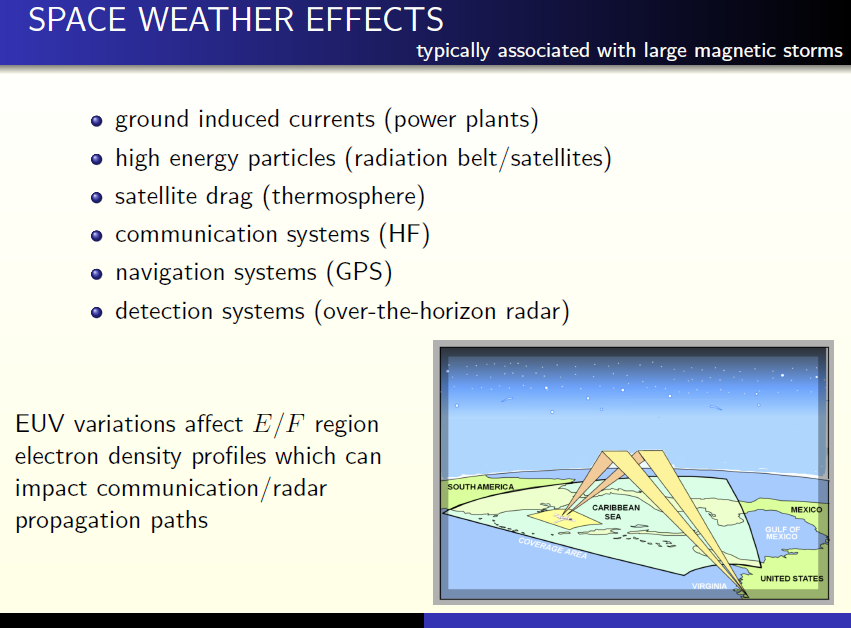 SPACE WEATHER EFFECTS
typically associated with large magnetic storms
ground induced currents (power plants)
high energy particles (radiation belt/satellites)
satellite drag (thermosphere)
communication systems (HF)
navigation systems (GPS)
detection systems (over-the-horizon radar)
EUV variations affect E/F region
electron density profiles which can
impact communication/radar
propagation paths
SOUTH AMERICA
CARIBBEAN
SEA
MEXICO
GULF OF
MEXICO
COVERAGE AREA
UNITED STATES
VIRGINIA